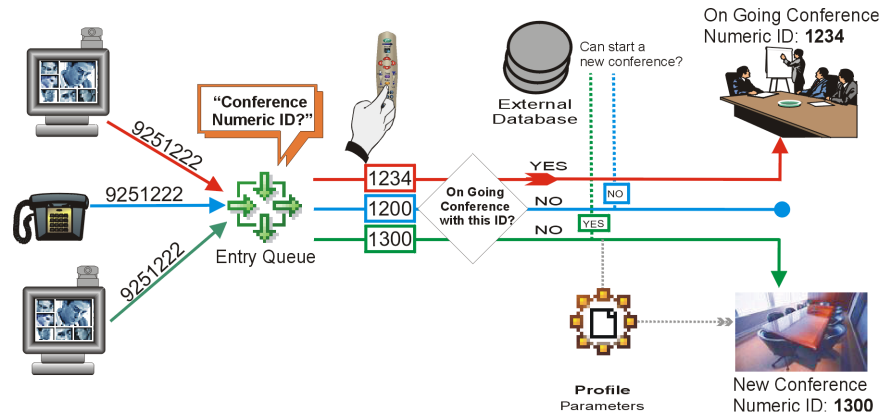 On Going Conference
Numeric ID: 1234
Can start a
new conference?
External
Database
“Conference
Numeric ID?”
9251222
9251222
9251222
Entry Queue
1234
1200
1300
On Going
Conference
with this ID?
YES
NO
NO
NO
YES
Profile
Parameters
New Conference
Numeric ID: 1300